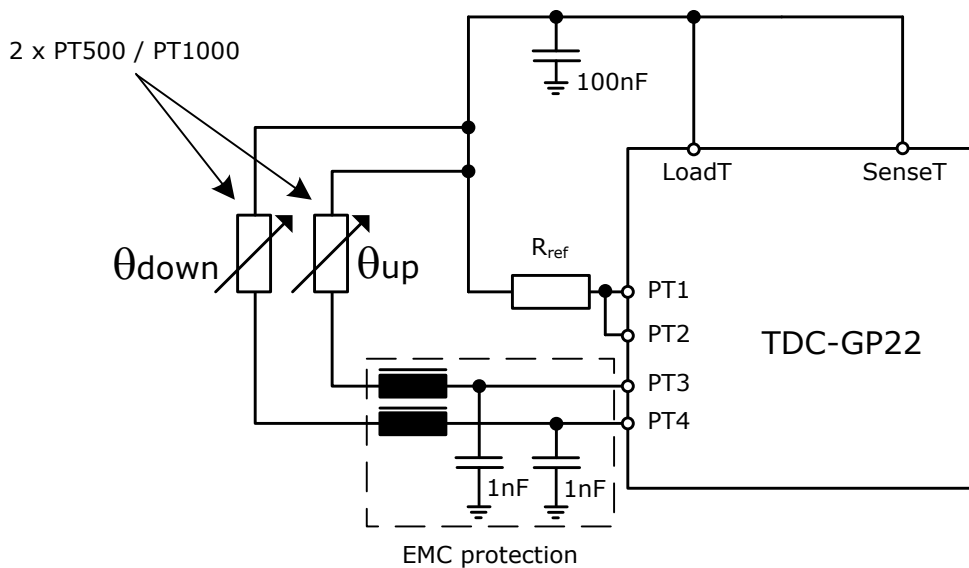 2 x PT500 / PT1000
100nF
LoadT
SenseT
θdown
θup
Rref
PT1
PT2
TDC-GP22
PT3
PT4
1nF
1nF
EMC protection